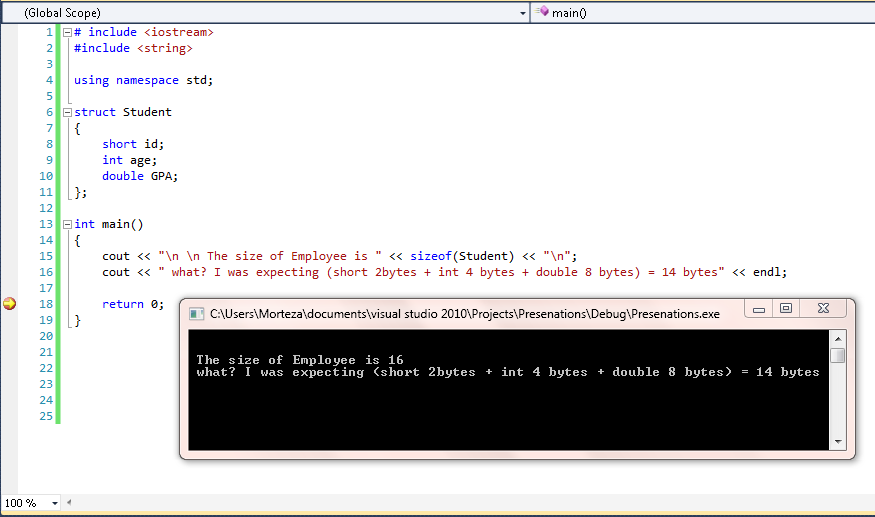 (Global Scope) main()
1 # include <iostream>
2 #include <string>
3
4 using namespace std;
5
6 struct Student
7 {
8 short id;
9 int age;
10 double GPA;
11 };
12
13 int main()
14 {
15 cout << "\n \n The size of Employee is " << sizeof(Student) << "\n";
16 cout << " what? I was expecting (short 2bytes + int 4 bytes + double 8 bytes) = 14 bytes" << endl;
17
18 return 0;
19 }
20
21
22
23
24
25
C:\Users\Morteza\documents\visual studio 2010\Projects\Presenations\Debug\Presenations.exe
The size of Employee is 16
what? I was expecting (short 2bytes + int 4 bytes + double 8 bytes) = 14 bytes
100 %